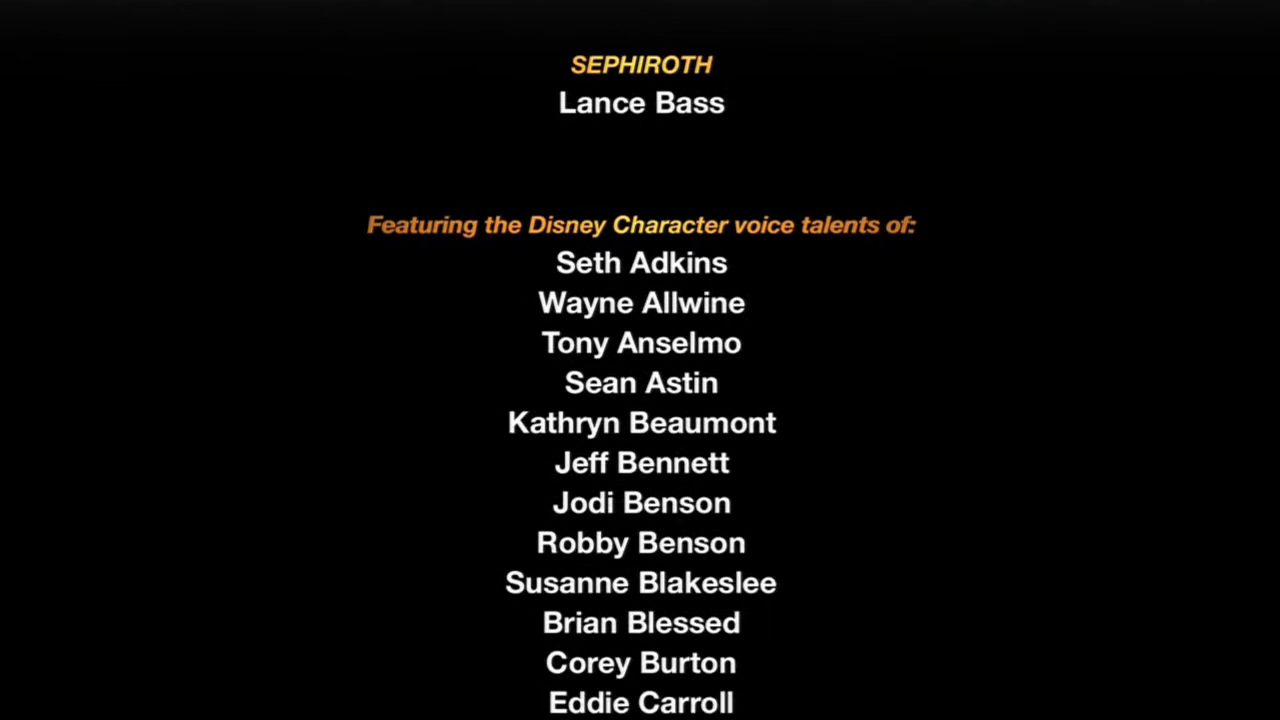 SEPHIROTH
Lance Bass
Featuring the Disney Character voice talents of:
Seth Adkins
Wayne Allwine
Tony Anselmo
Sean Astin
Kathryn Beaumont
Jeff Bennett
Jodi Benson
Robby Benson
Susanne Blakeslee
Brian Blessed
Corey Burton
Eddie Carroll